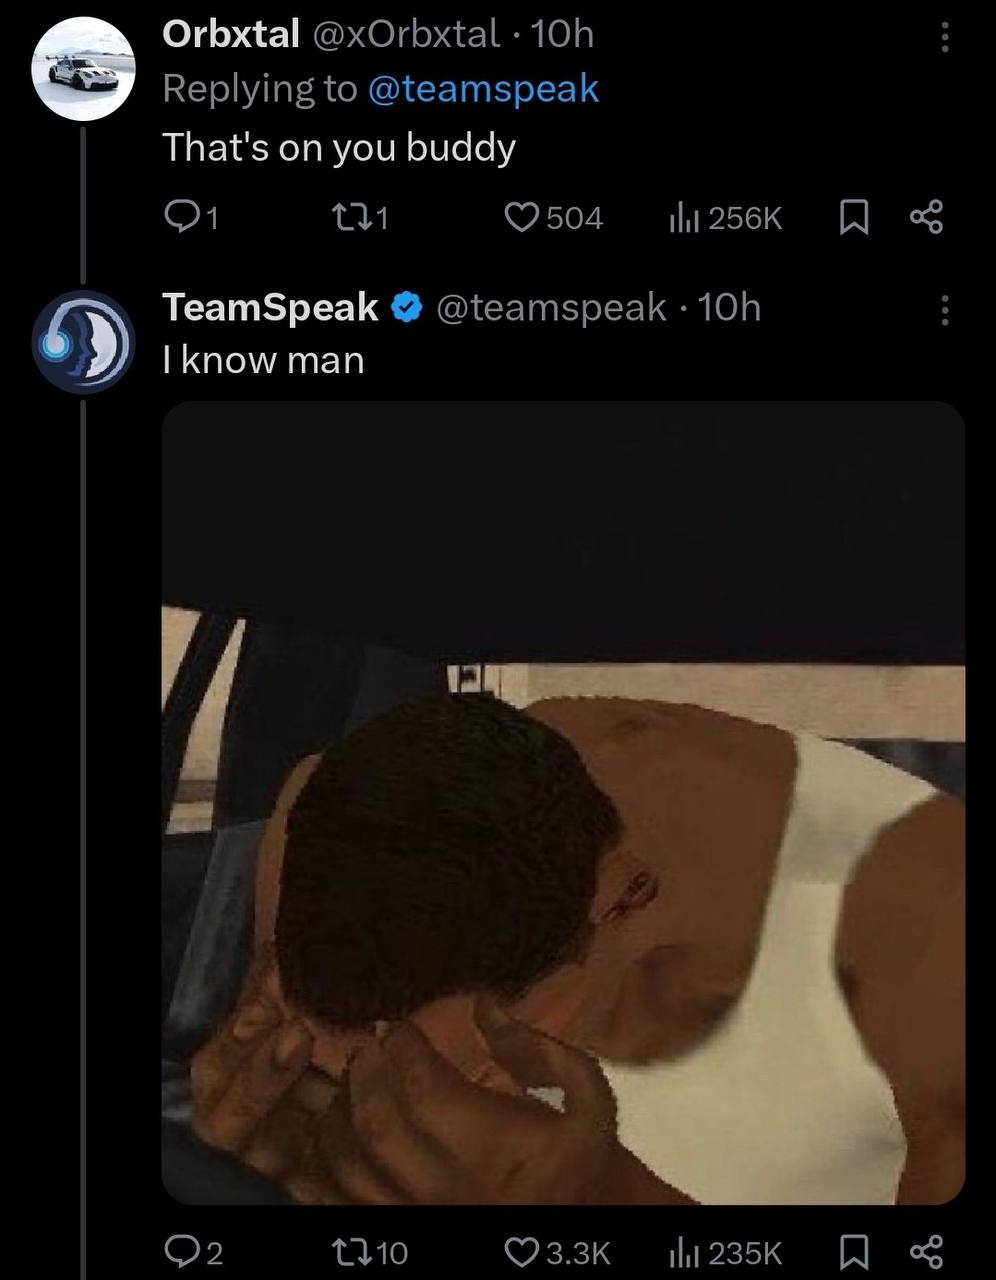 Orbxtal @xOrbxtal · 10h
Replying to @teamspeak
That's on you buddy
1 1 504 256K
TeamSpeak @teamspeak · 10h
I know man
2 10 3.3K 235K